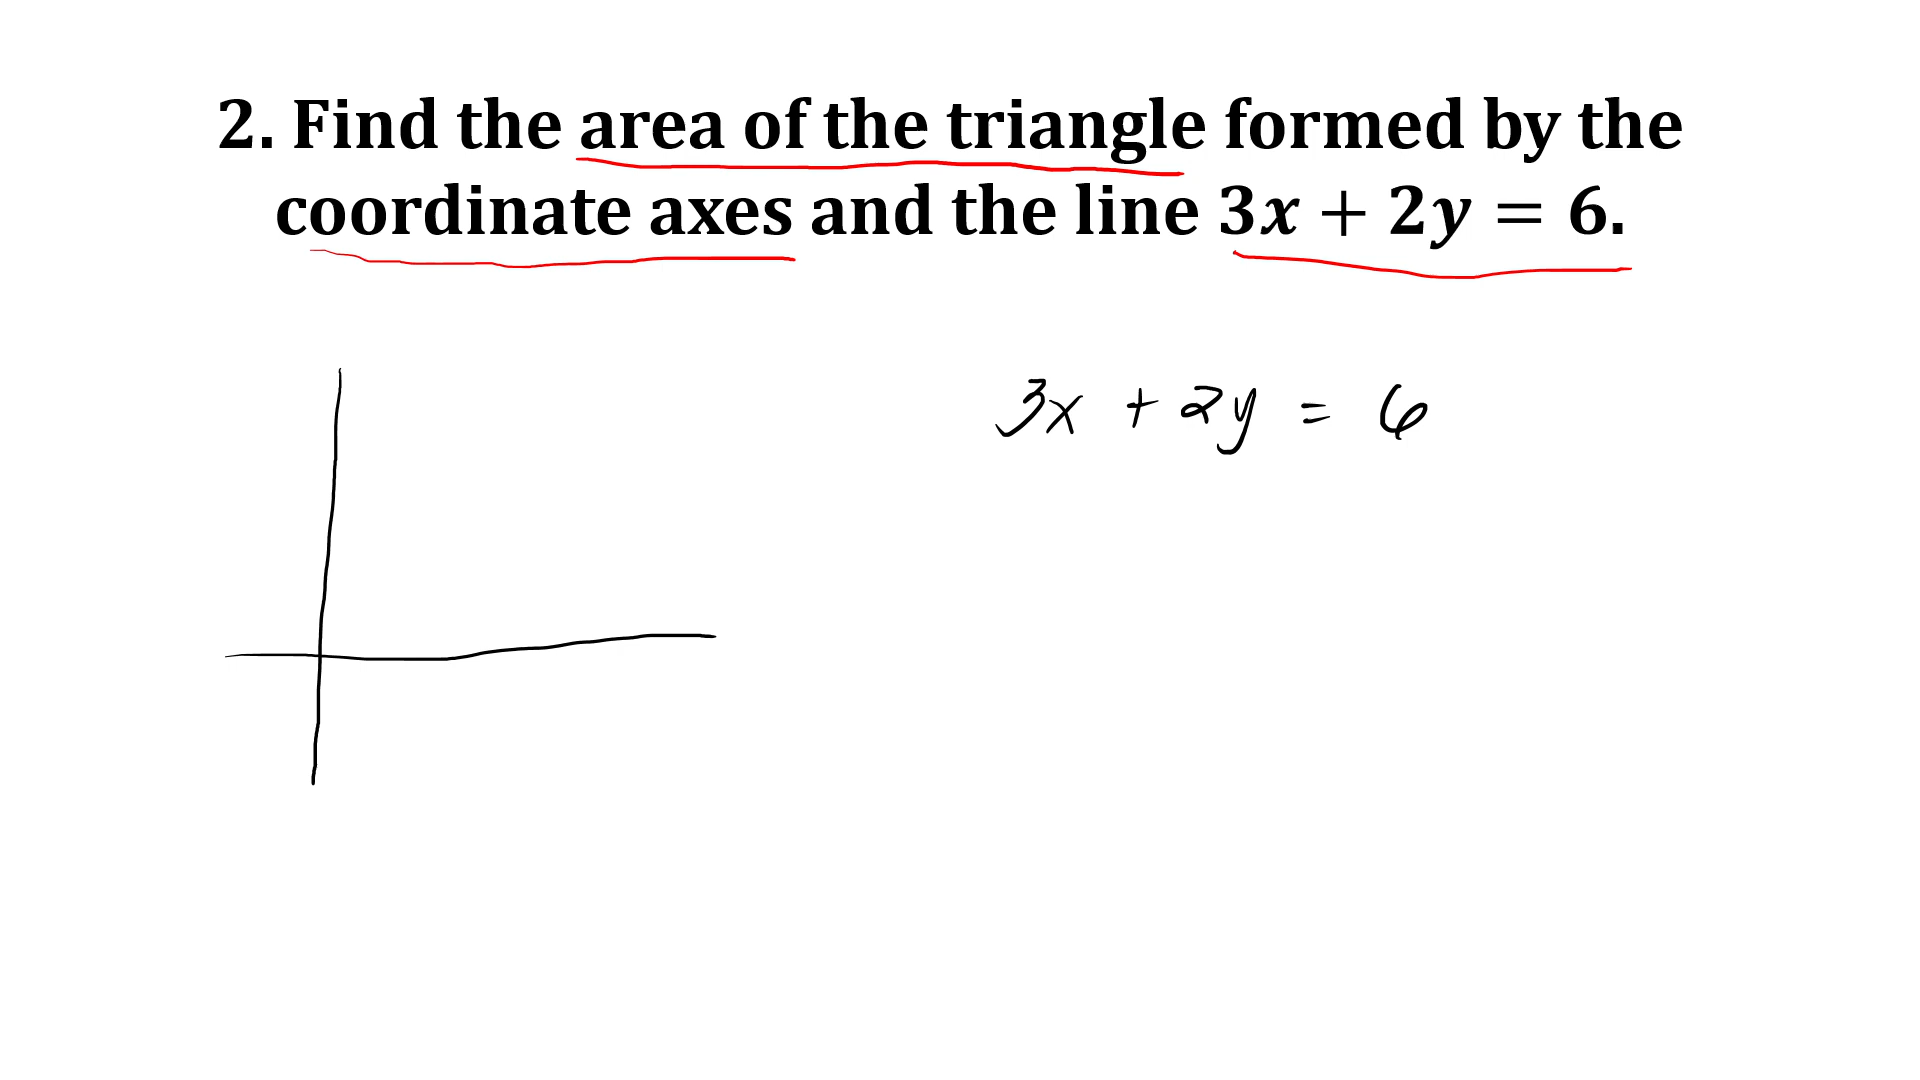 2. Find the area of the triangle formed by the
coordinate axes and the line 3x + 2y = 6.
3x + 2y = 6